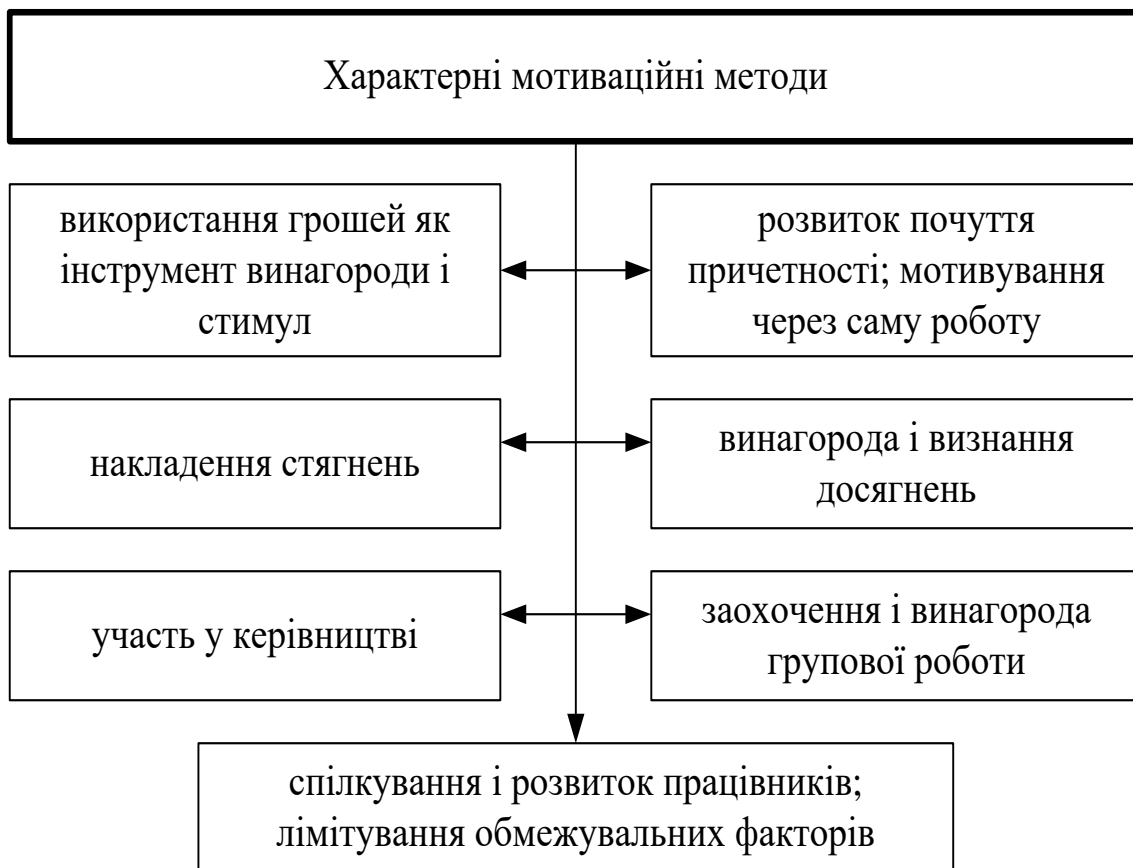 Характерні мотиваційні методи
використання грошей як
інструмент винагороди і
стимул
розвиток почуття
причетності; мотивування
через саму роботу
накладення стягнень
винагорода і визнання
досягнень
участь у керівництві
заохочення і винагорода
групової роботи
спілкування і розвиток працівників;
лімітування обмежувальних факторів